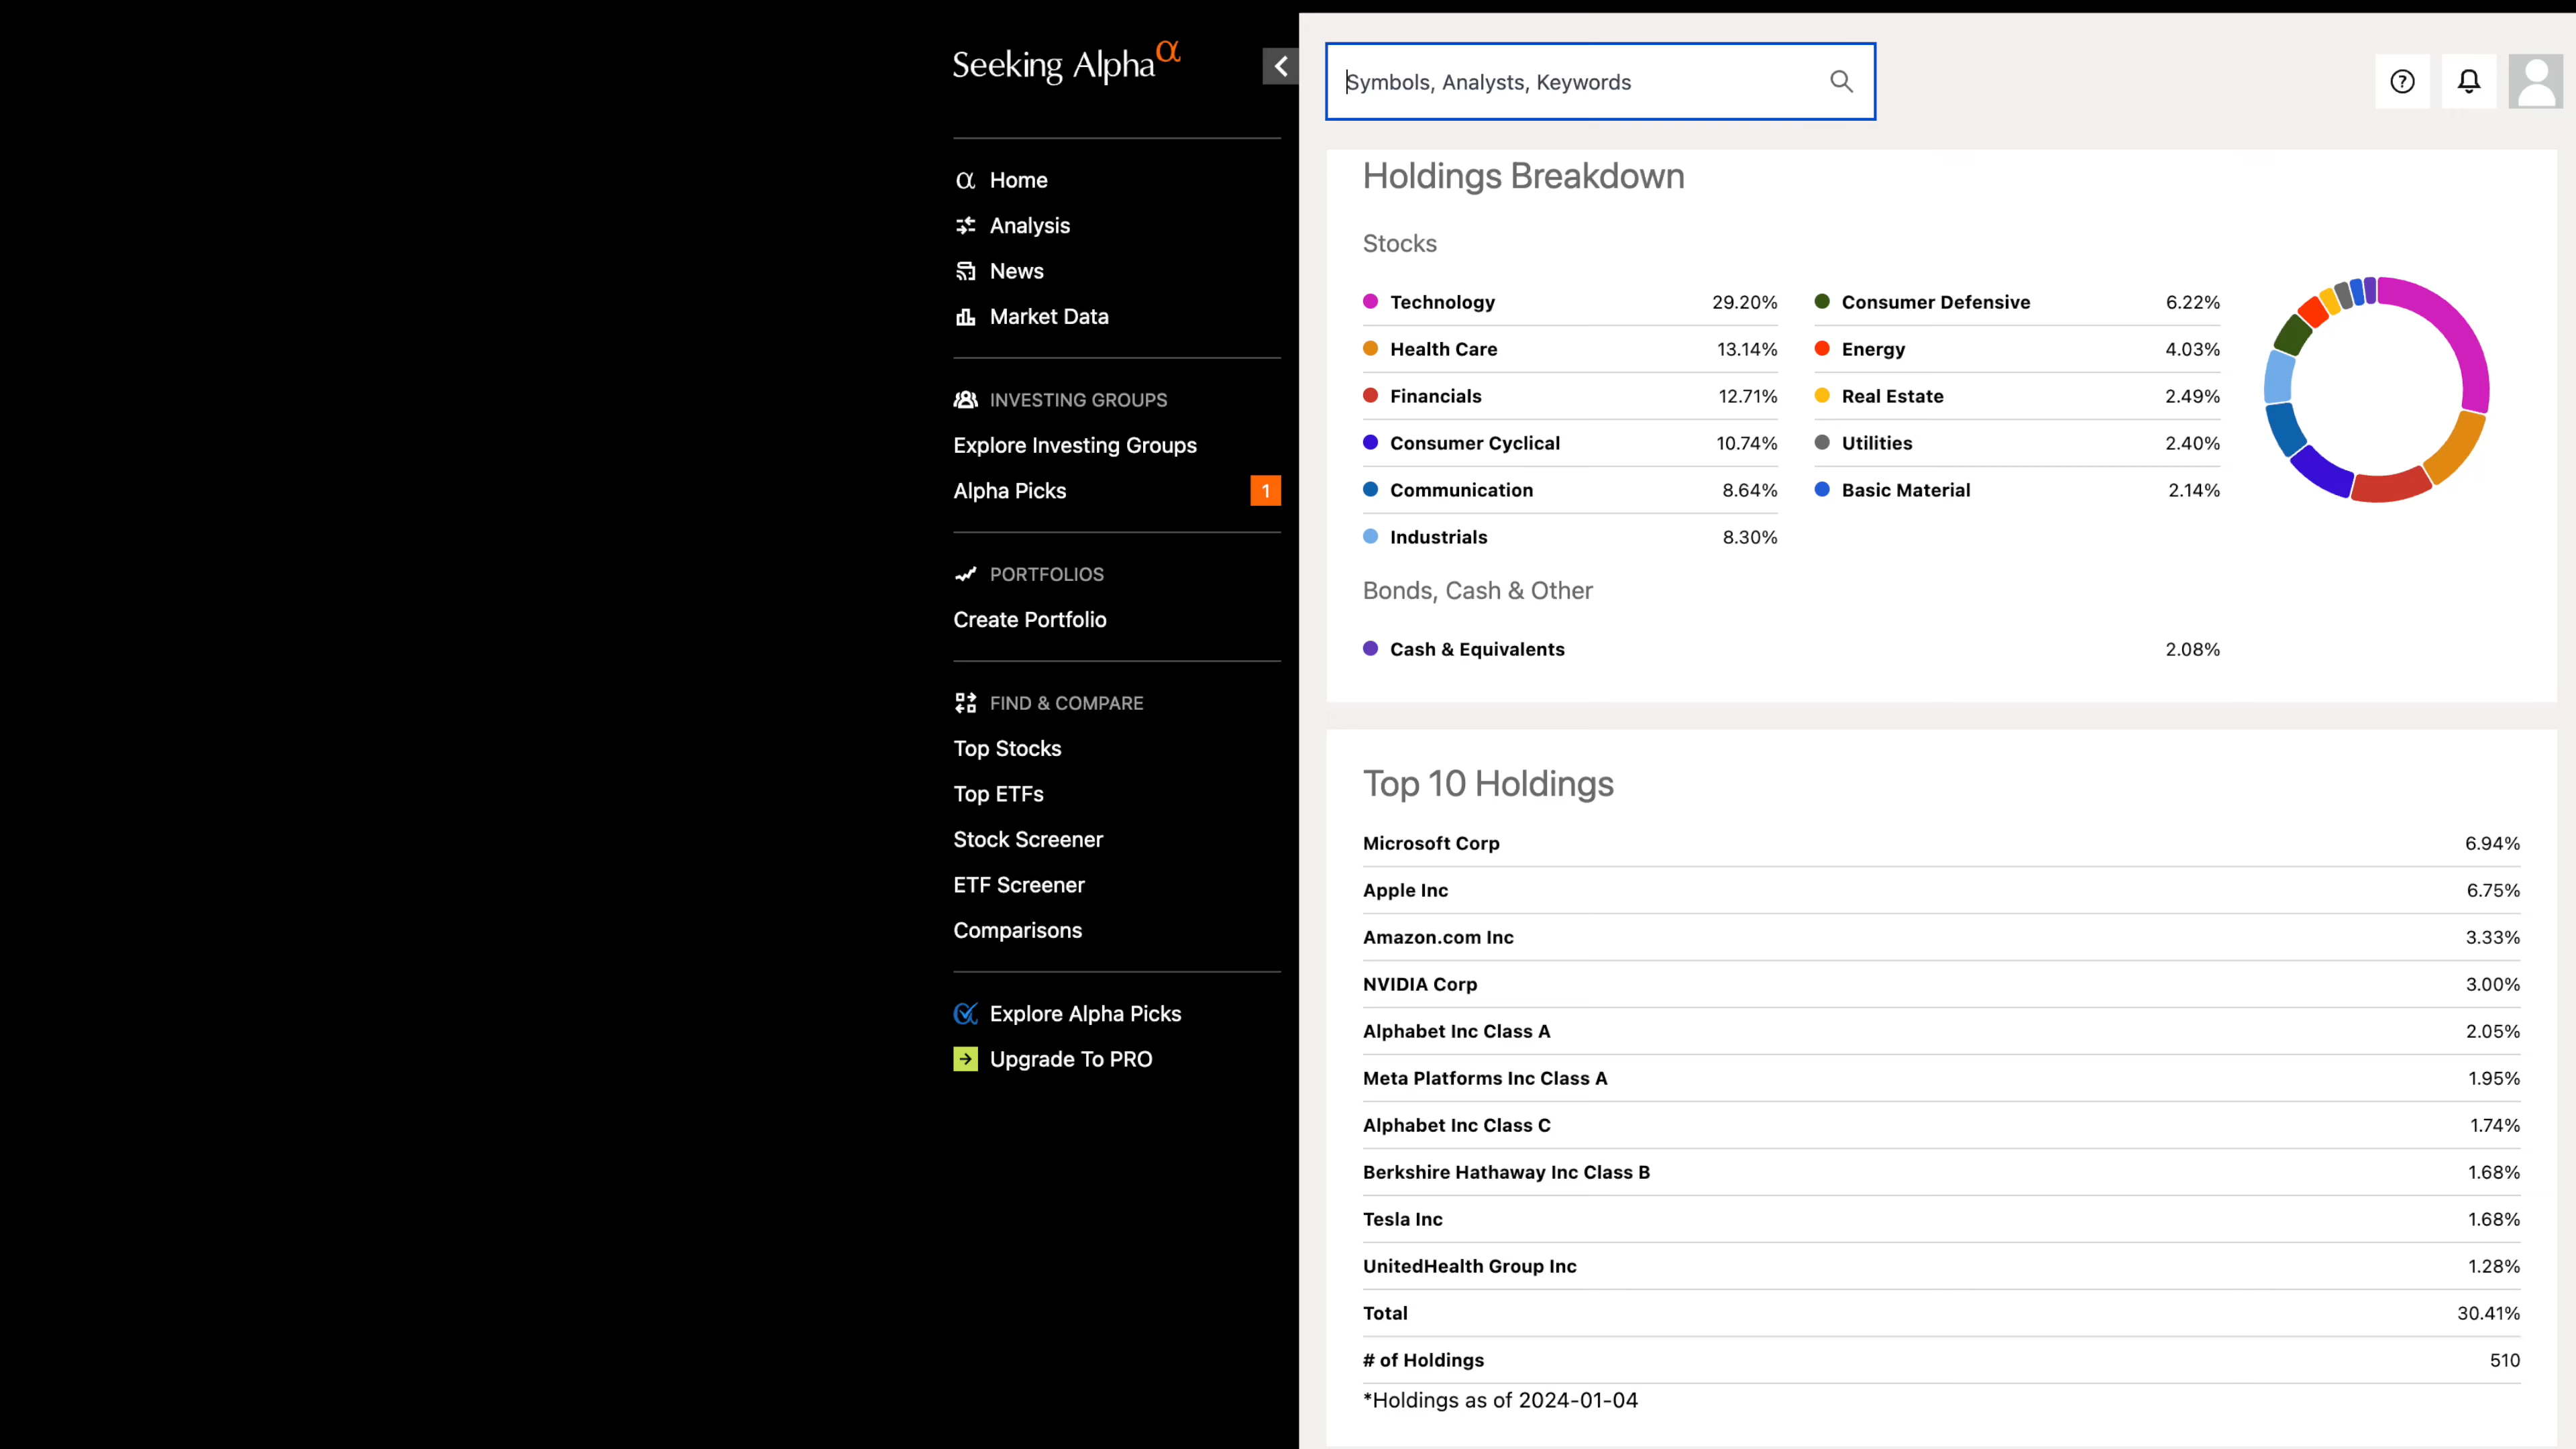 Seeking Alpha α
Home
Analysis
News
Market Data
INVESTING GROUPS
Explore Investing Groups
Alpha Picks 1
PORTFOLIOS
Create Portfolio
FIND & COMPARE
Top Stocks
Top ETFs
Stock Screener
ETF Screener
Comparisons
Explore Alpha Picks
Upgrade To PRO
Symbols, Analysts, Keywords
Holdings Breakdown
Stocks
Technology 29.20% Consumer Defensive 6.22%
Health Care 13.14% Energy 4.03%
Financials 12.71% Real Estate 2.49%
Consumer Cyclical 10.74% Utilities 2.40%
Communication 8.64% Basic Material 2.14%
Industrials 8.30%
Bonds, Cash & Other
Cash & Equivalents 2.08%
Top 10 Holdings
Microsoft Corp 6.94%
Apple Inc 6.75%
Amazon.com Inc 3.33%
NVIDIA Corp 3.00%
Alphabet Inc Class A 2.05%
Meta Platforms Inc Class A 1.95%
Alphabet Inc Class C 1.74%
Berkshire Hathaway Inc Class B 1.68%
Tesla Inc 1.68%
UnitedHealth Group Inc 1.28%
Total 30.41%
# of Holdings 510
*Holdings as of 2024-01-04